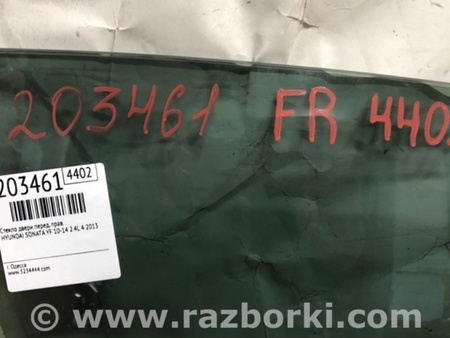 203461 FR 440
203461 4402
Стекло двери перед. прав.
HYUNDAI SONATA YF 10-14 2.4L 4 2013
г. Одесса
www.3234444.com
www.razborki.com